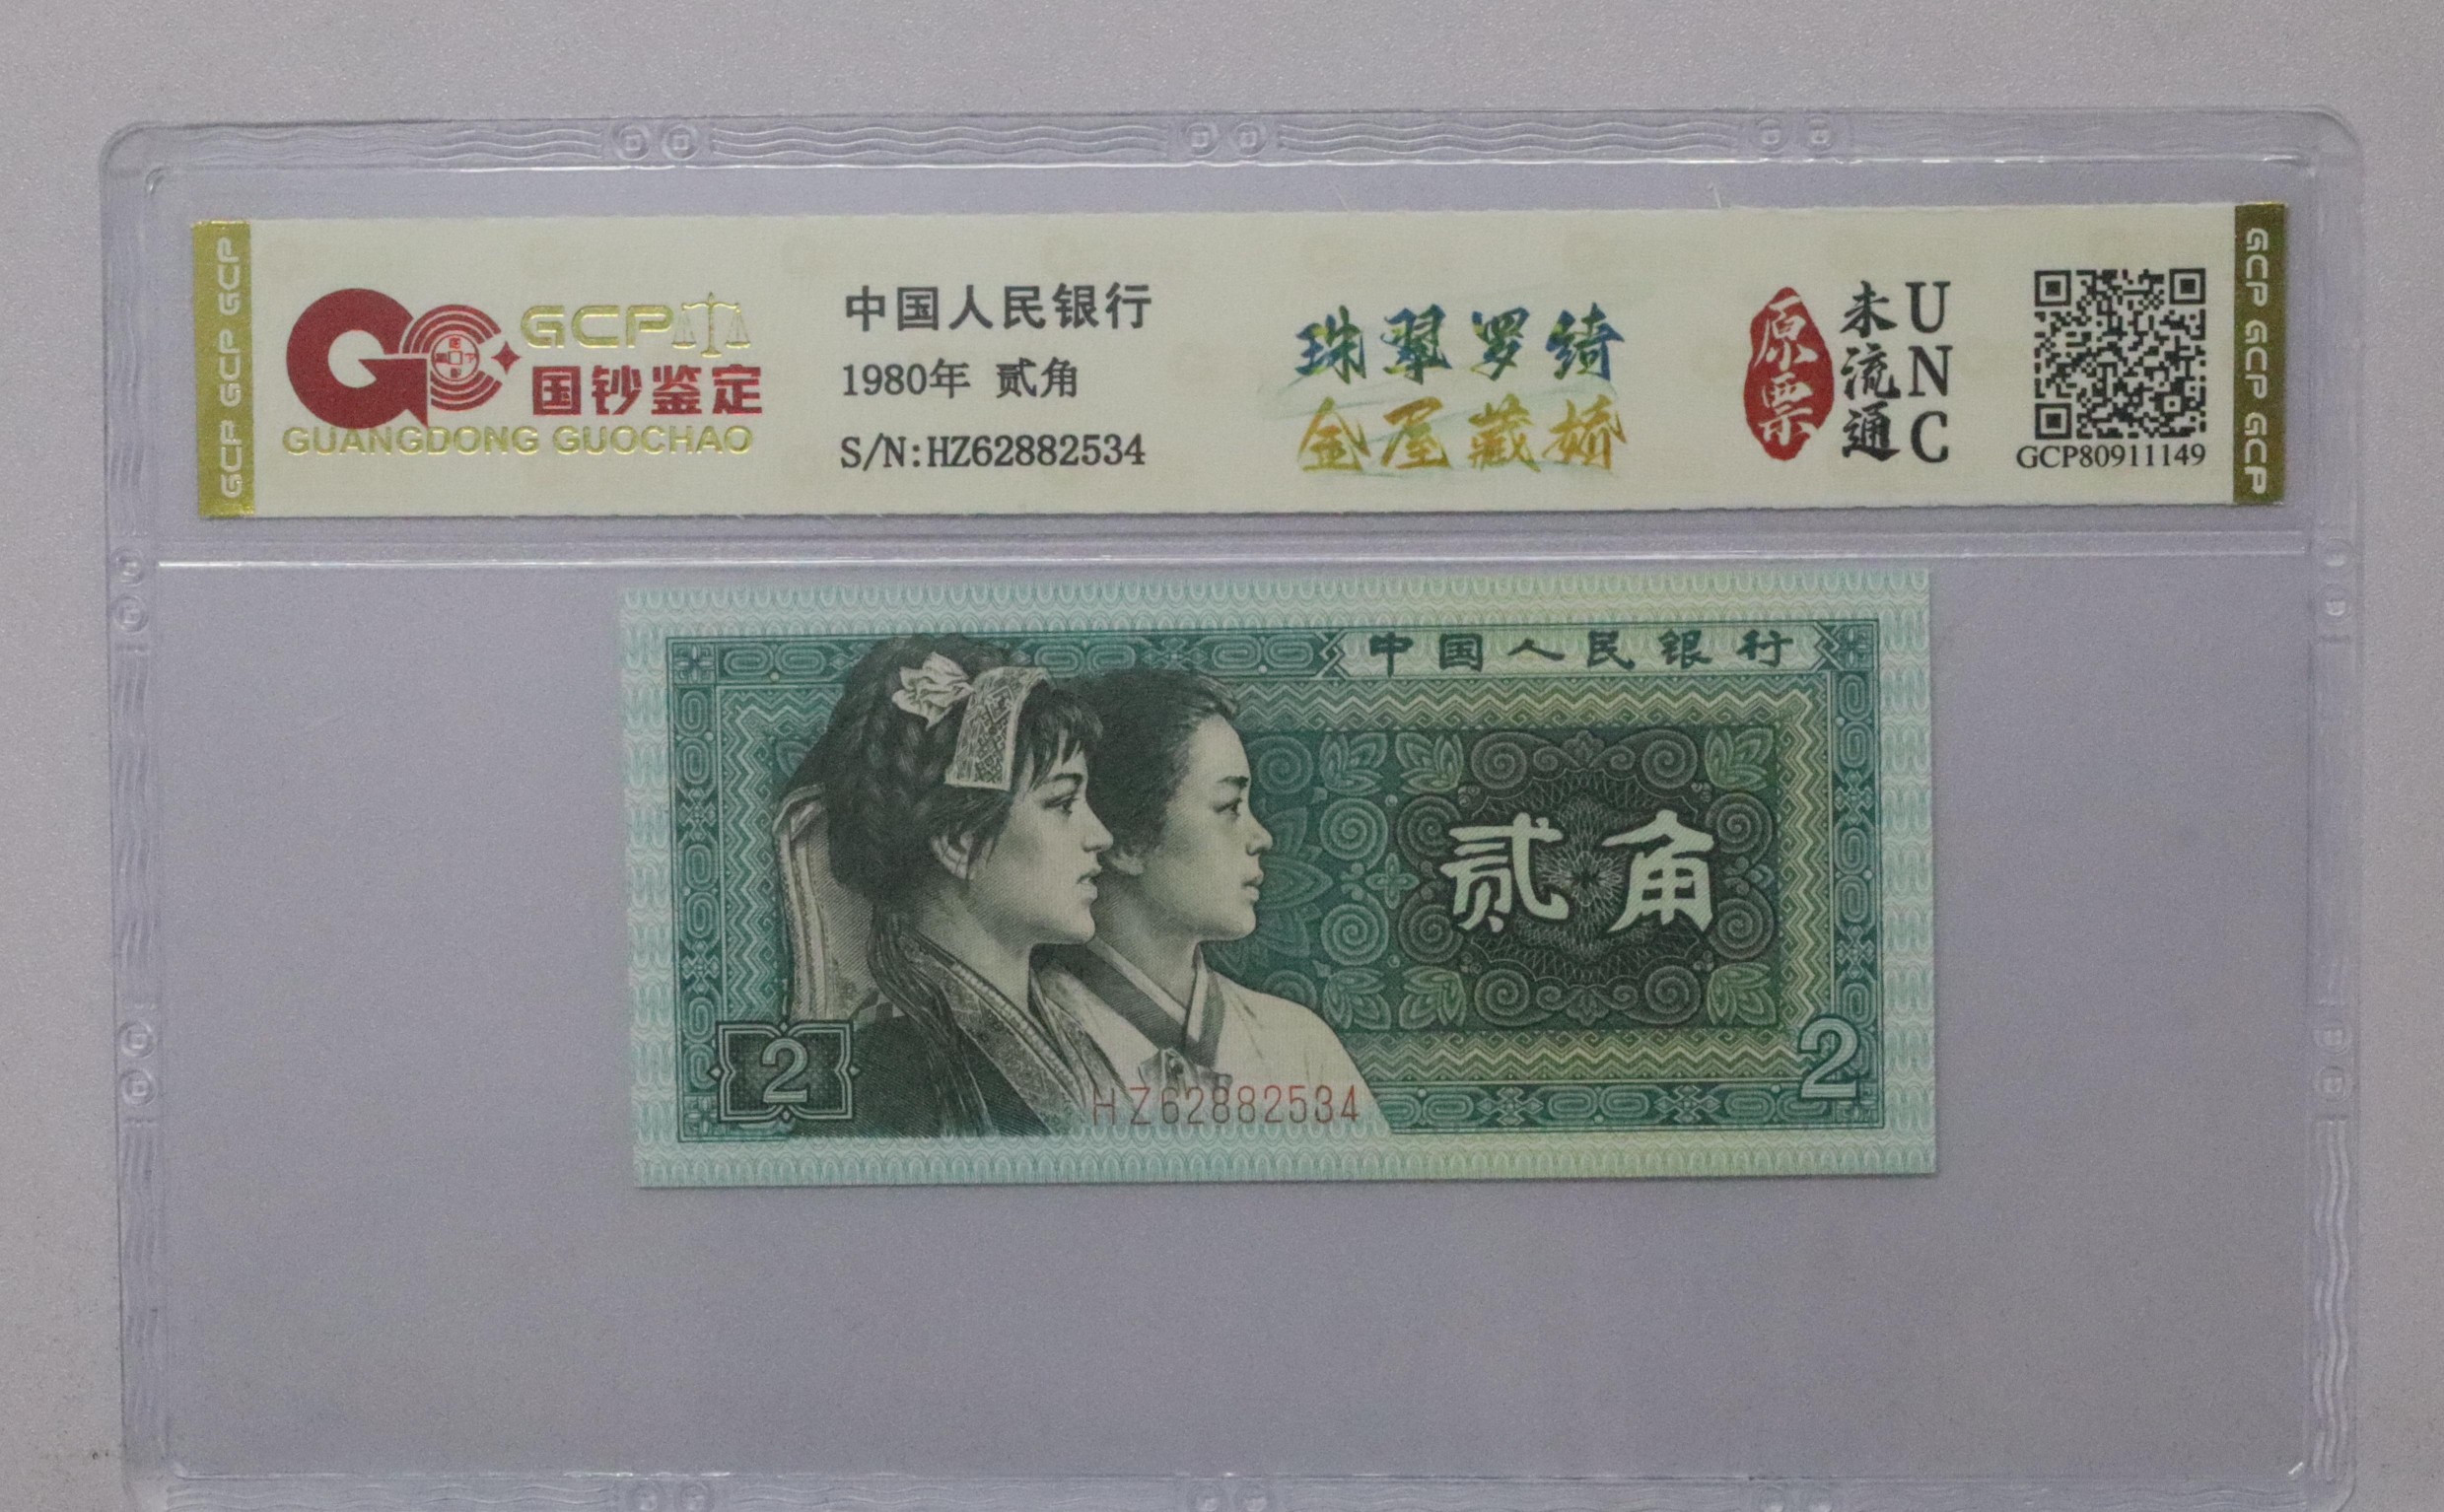 GCP GCP GCP
GCP
国钞鉴定
GUANGDONG GUOCHAO
中国人民银行
1980年 贰角
S/N:HZ62882534
珠翠罗绮
金屋藏娇
原票
未流通
UNC
GCP80911149
GCP GCP GCP
中国人民银行
贰角
2
2
HZ62882534